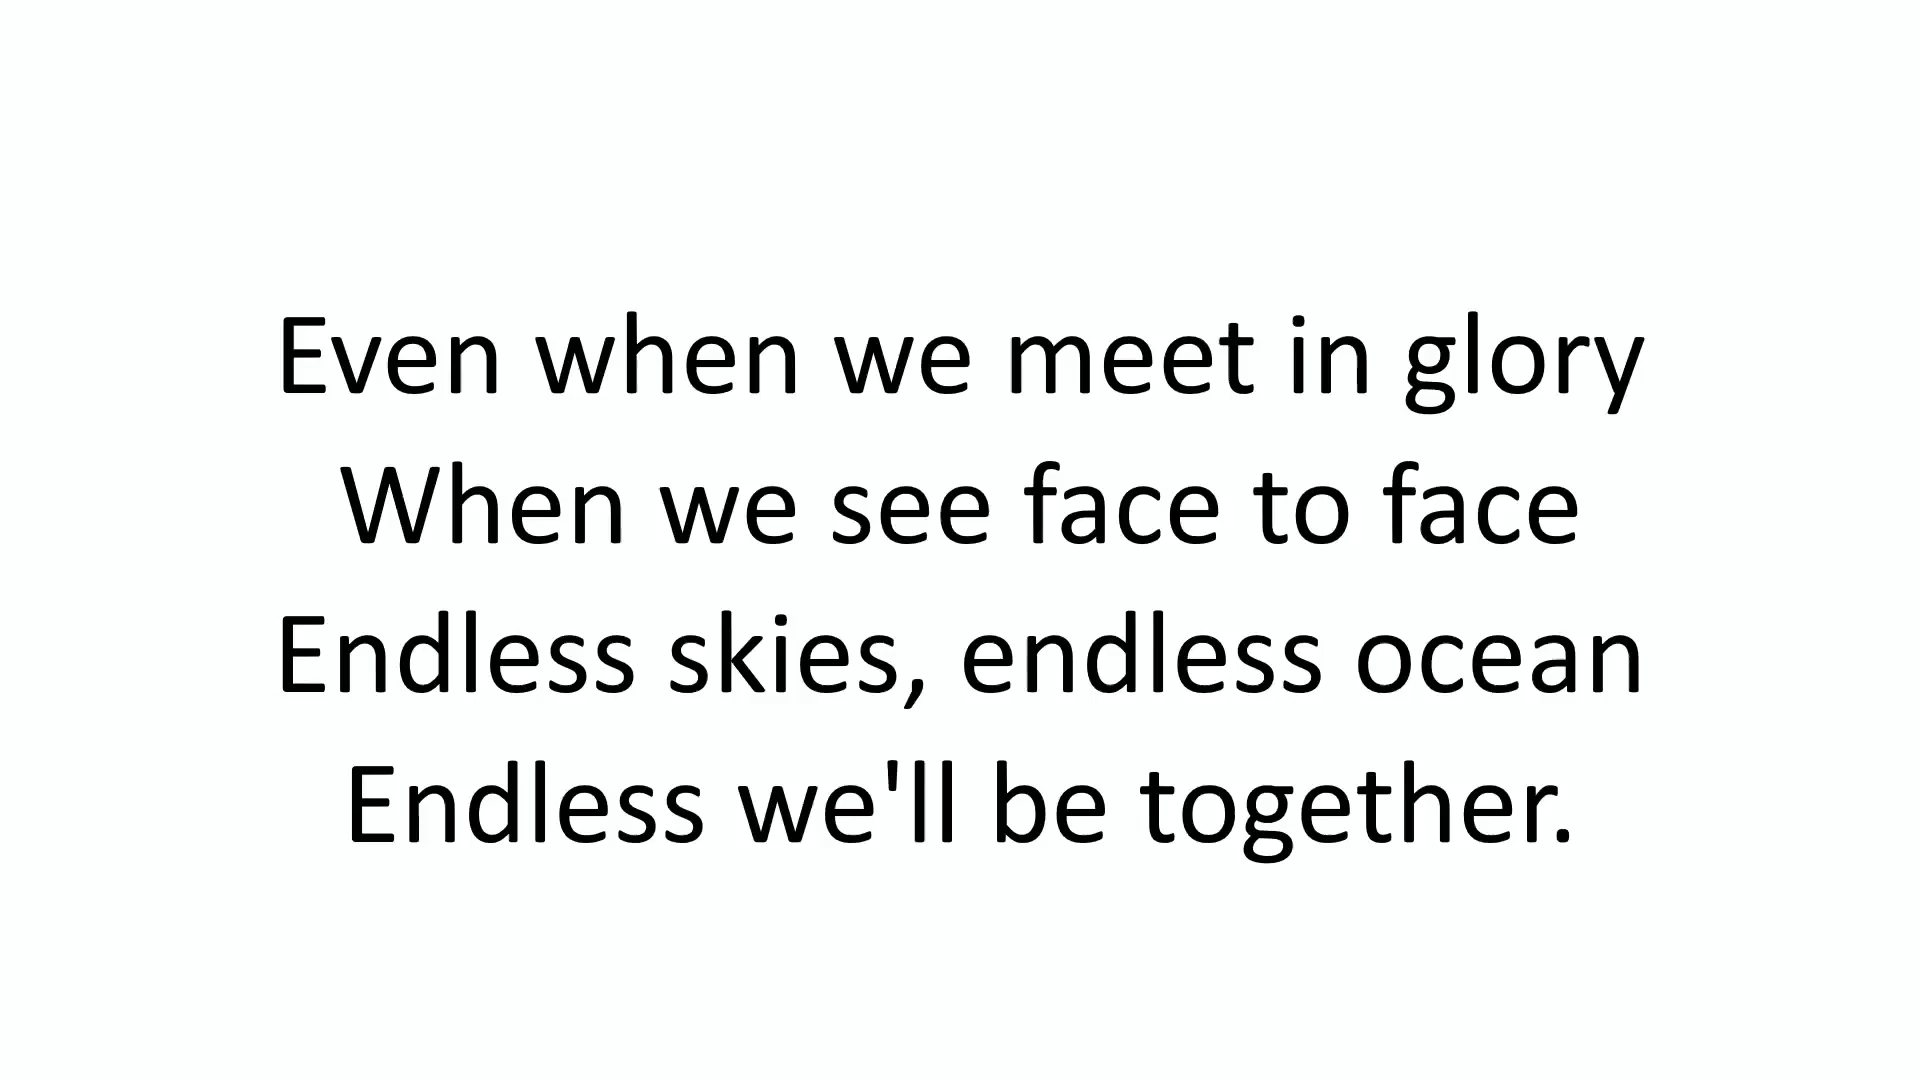 Even when we meet in glory
When we see face to face
Endless skies, endless ocean
Endless we'll be together.